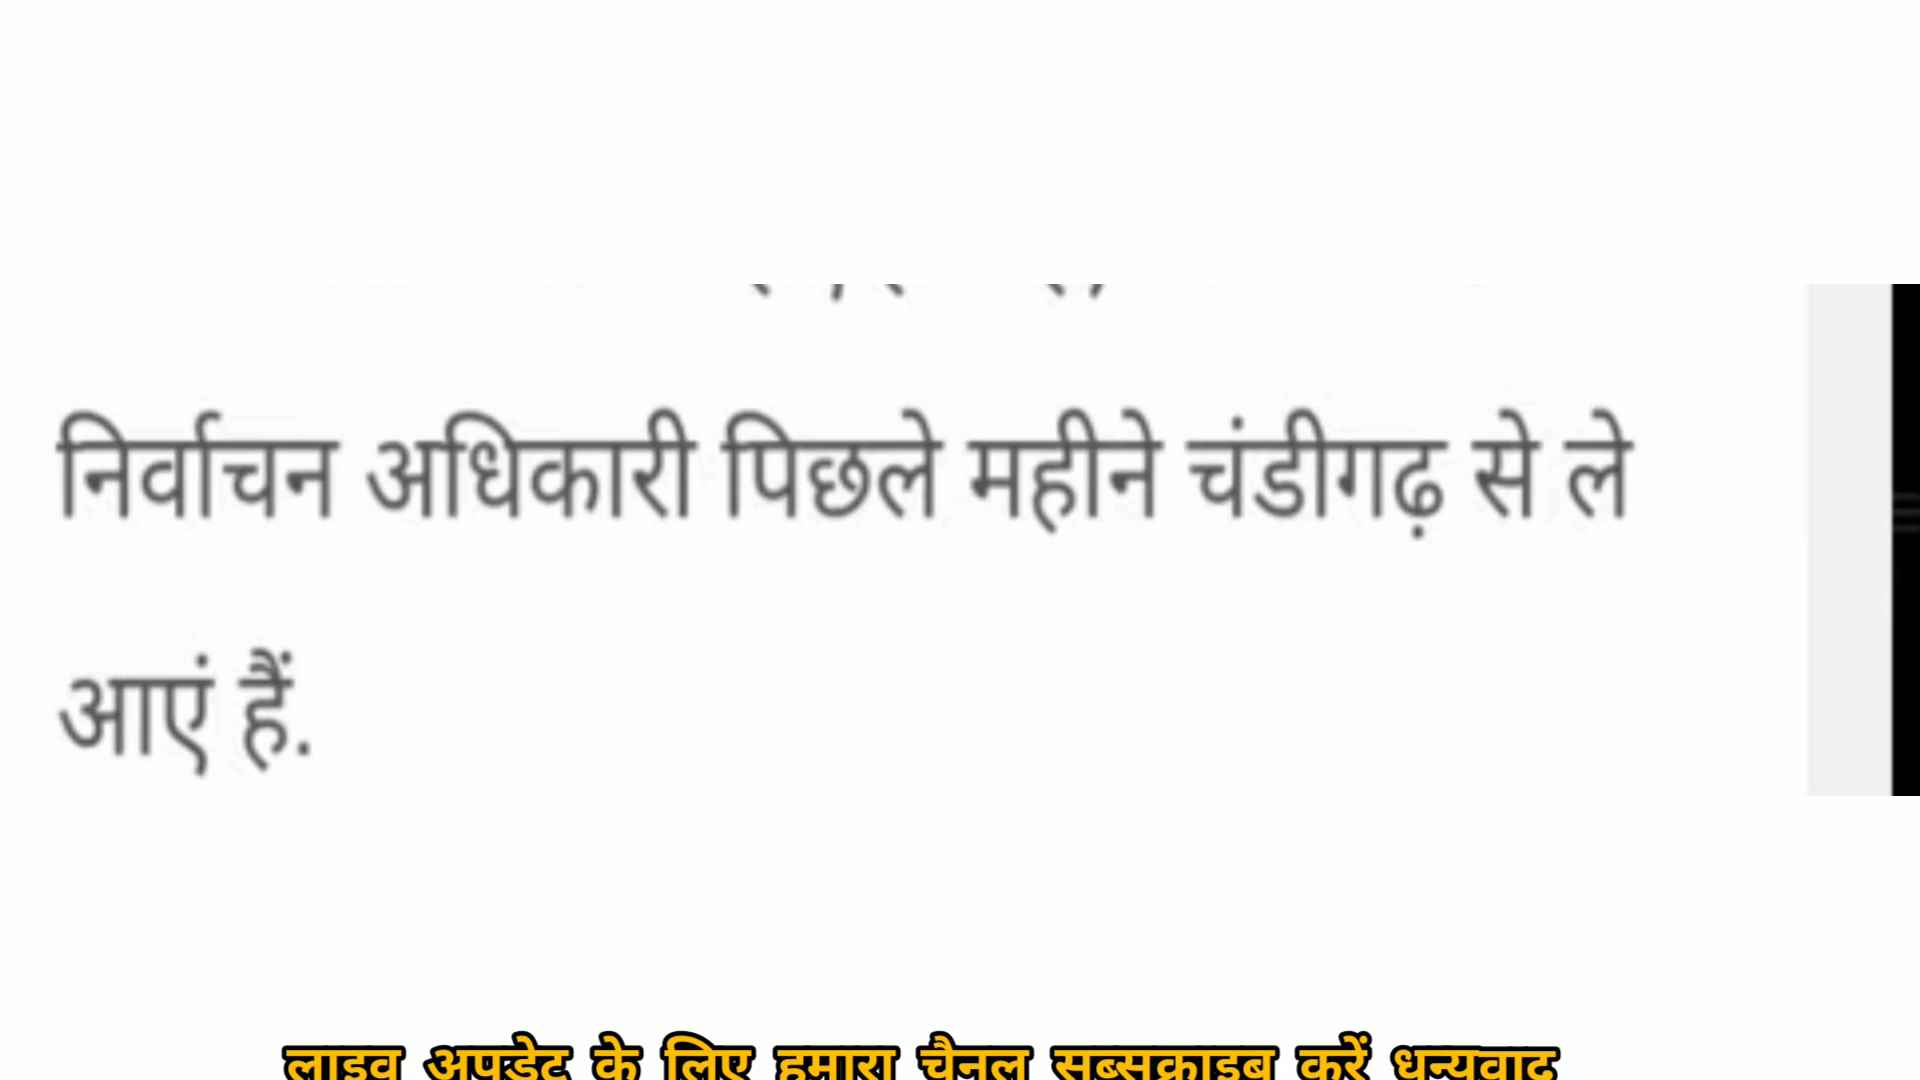 निर्वाचन अधिकारी पिछले महीने चंडीगढ़ से ले
आएं हैं.
लाइव अपडेट के लिए हमारा चैनल सब्सक्राइब करें धन्यवाद